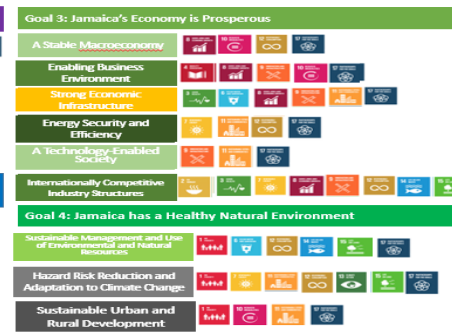 Goal 3: Jamaica's Economy is Prosperous
A Stable Macroeconomy
Enabling Business
Environment
Strong Economic
Infrastructure
Energy Security and
Efficiency
A Technology-Enabled
Society
Internationally Competitive
Industry Structures
Goal 4: Jamaica has a Healthy Natural Environment
Sustainable Management and Use
of Environmental and Natural
Resources
Hazard Risk Reduction and
Adaptation to Climate Change
Sustainable Urban and
Rural Development